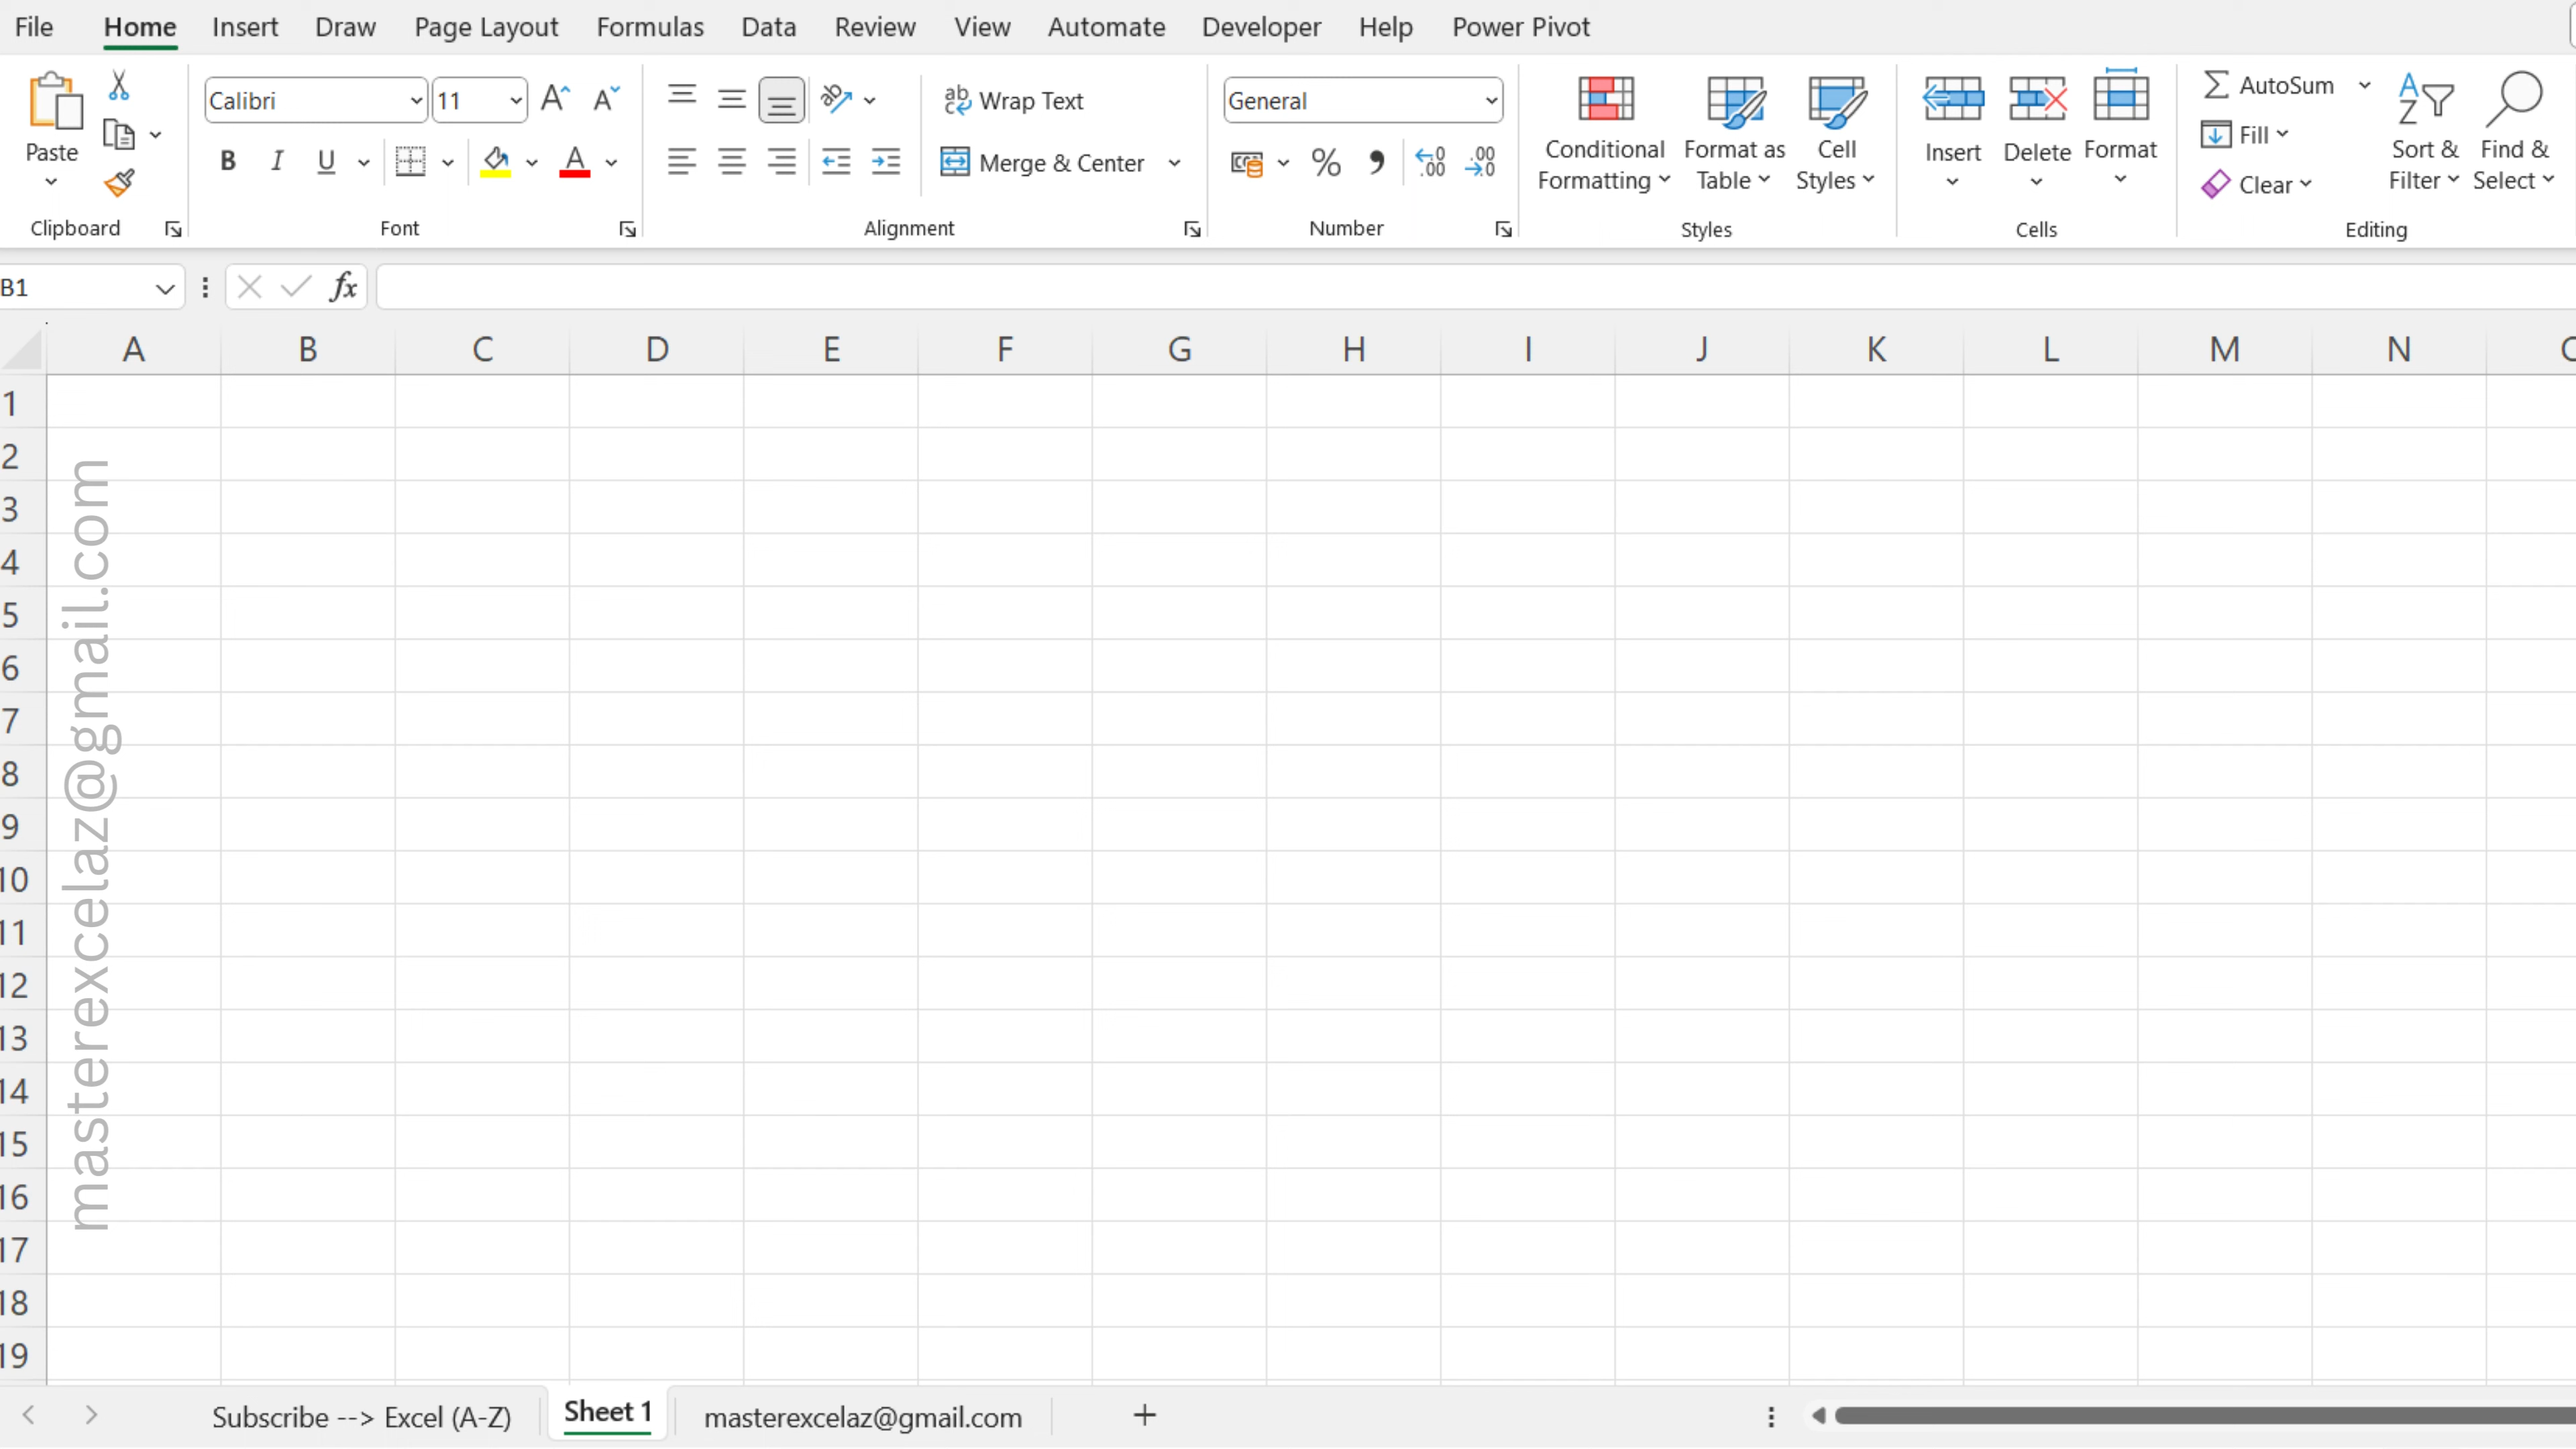 File Home Insert Draw Page Layout Formulas Data Review View Automate Developer Help Power Pivot
Calibri 11 Wrap Text General AutoSum
Paste B I U Merge & Center Conditional Formatting Format as Table Cell Styles Insert Delete Format Fill Sort & Filter Find & Select
Clear
Clipboard Font Alignment Number Styles Cells Editing
B1 fx
A B C D E F G H I J K L M N
1
2
3
4
5
6
7
8
9
10
11
12
13
14
15
16
17
18
19
masterexcelaz@gmail.com
Subscribe --> Excel (A-Z) Sheet 1 masterexcelaz@gmail.com